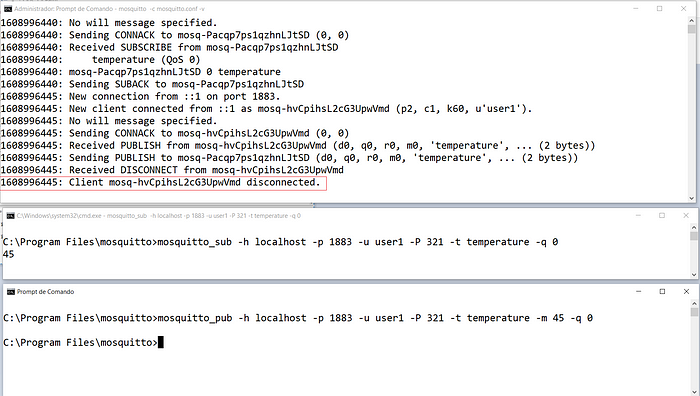 Administrador: Prompt de Comando - mosquitto -c mosquitto.conf -v
1608996440: No will message specified.
1608996440: Sending CONNACK to mosq-Pacqp7ps1qzhnLJtSD (0, 0)
1608996440: Received SUBSCRIBE from mosq-Pacqp7ps1qzhnLJtSD
1608996440:     temperature (QoS 0)
1608996440: mosq-Pacqp7ps1qzhnLJtSD 0 temperature
1608996440: Sending SUBACK to mosq-Pacqp7ps1qzhnLJtSD
1608996445: New connection from ::1 on port 1883.
1608996445: New client connected from ::1 as mosq-hvCpihsL2cG3UpwVmd (p2, c1, k60, u'user1').
1608996445: No will message specified.
1608996445: Sending CONNACK to mosq-hvCpihsL2cG3UpwVmd (0, 0)
1608996445: Received PUBLISH from mosq-hvCpihsL2cG3UpwVmd (d0, q0, r0, m0, 'temperature', ... (2 bytes))
1608996445: Sending PUBLISH to mosq-Pacqp7ps1qzhnLJtSD (d0, q0, r0, m0, 'temperature', ... (2 bytes))
1608996445: Received DISCONNECT from mosq-hvCpihsL2cG3UpwVmd
1608996445: Client mosq-hvCpihsL2cG3UpwVmd disconnected.
C:\Windows\system32\cmd.exe - mosquitto_sub -h localhost -p 1883 -u user1 -P 321 -t temperature -q 0
C:\Program Files\mosquitto>mosquitto_sub -h localhost -p 1883 -u user1 -P 321 -t temperature -q 0
45
Prompt de Comando
C:\Program Files\mosquitto>mosquitto_pub -h localhost -p 1883 -u user1 -P 321 -t temperature -m 45 -q 0
C:\Program Files\mosquitto>